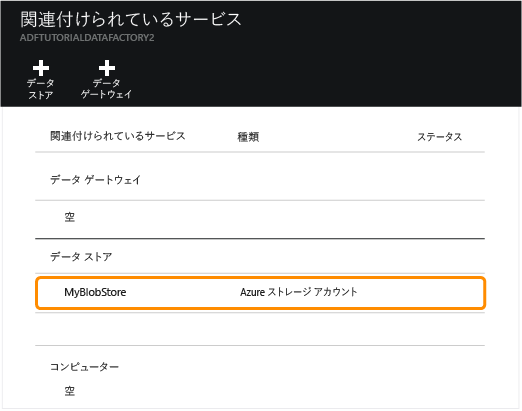 関連付けられているサービス
ADFTUTORIALDATAFACTORY2
データ ストア
データ ゲートウェイ
関連付けられているサービス 種類 ステータス
データ ゲートウェイ
空
データ ストア
MyBlobStore Azure ストレージ アカウント
コンピューター
空